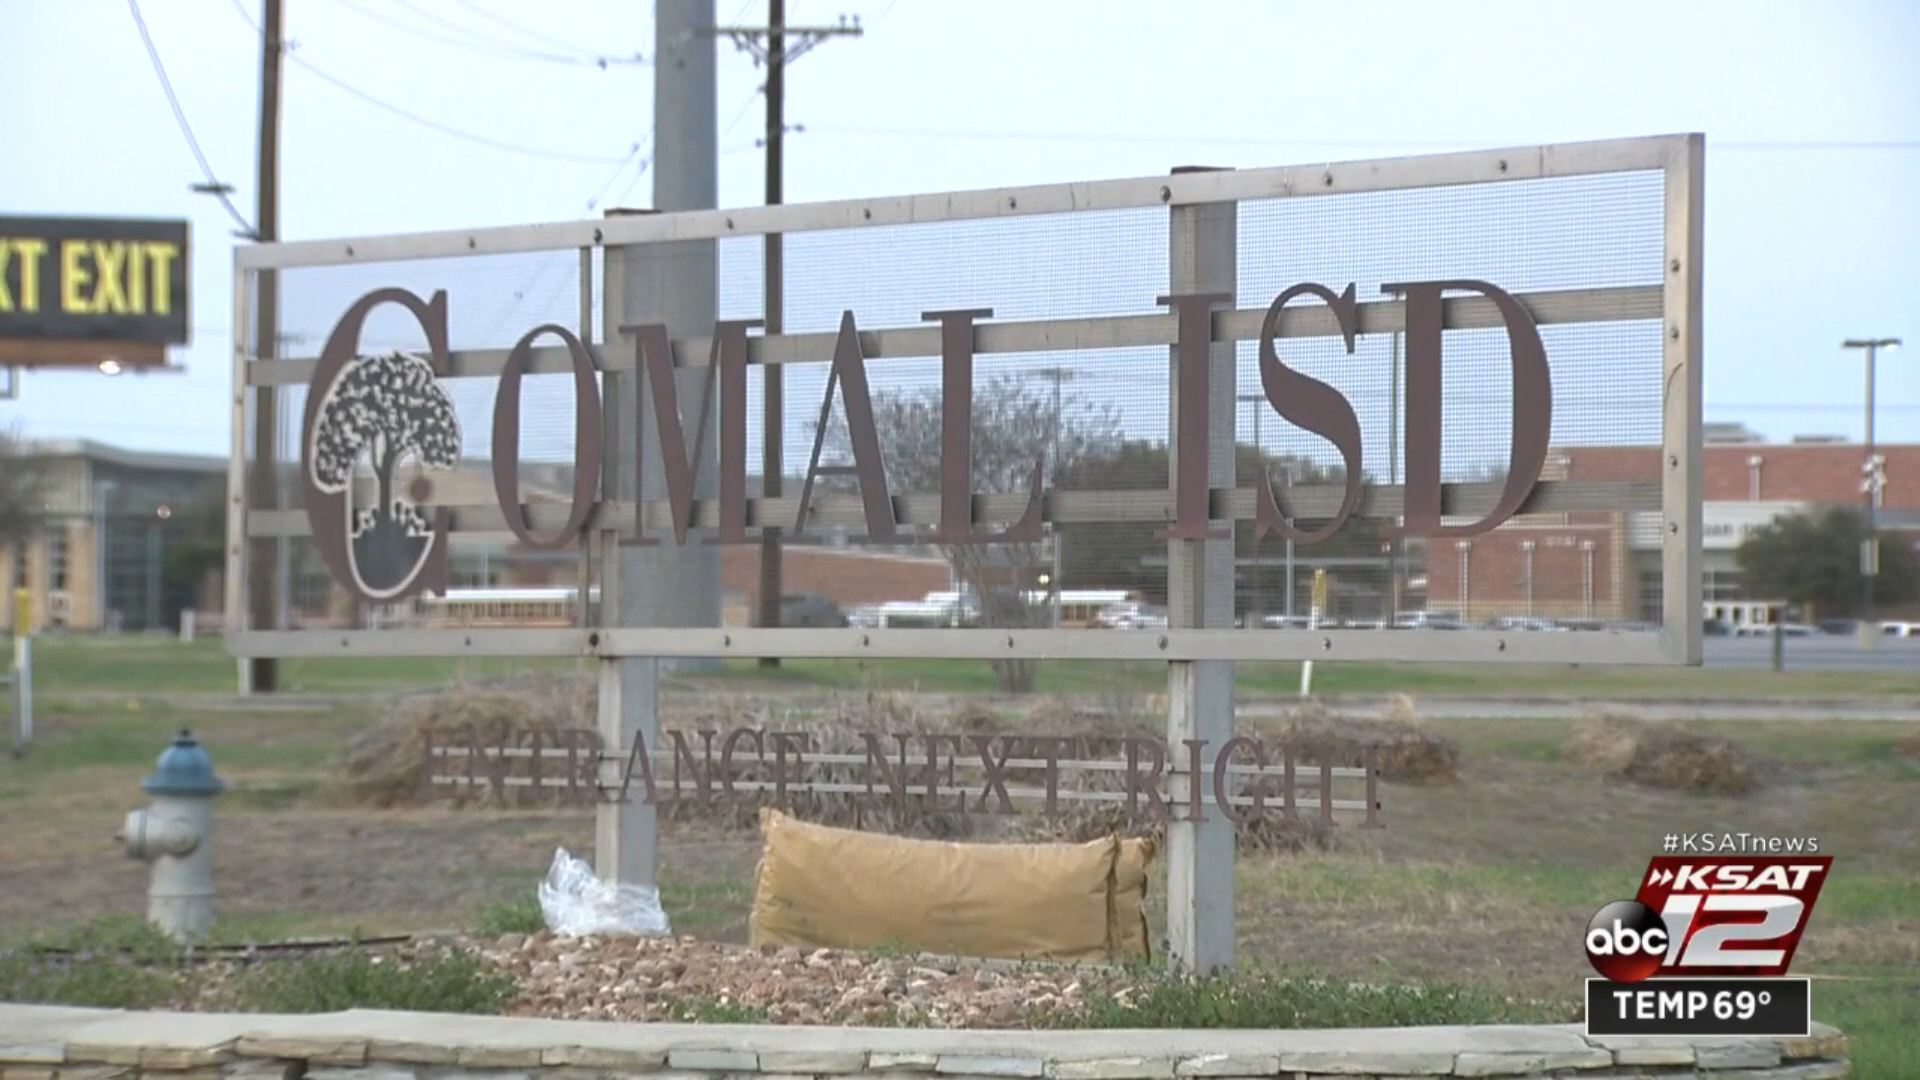 XT EXIT
COMAL ISD
ENTRANCE NEXT RIGHT
#KSATnews
KSAT
abc 12
TEMP 69°